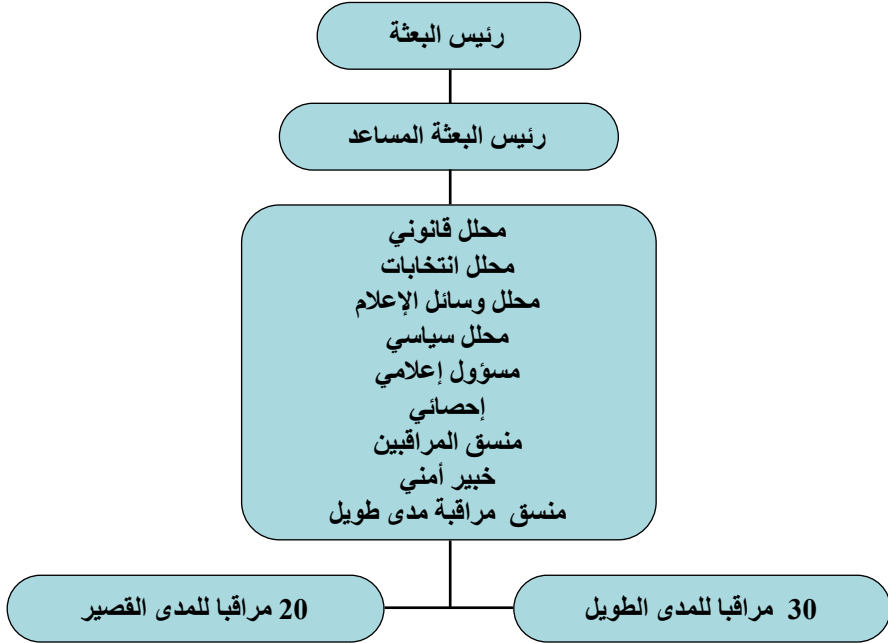 رئيس البعثة
رئيس البعثة المساعد
محلل قانوني
محلل انتخابات
محلل وسائل الإعلام
محلل سياسي
مسؤول إعلامي
إحصائي
منسق المراقبين
خبير أمني
منسق مراقبة مدى طويل
30 مراقبا للمدى الطويل
20 مراقبا للمدى القصير